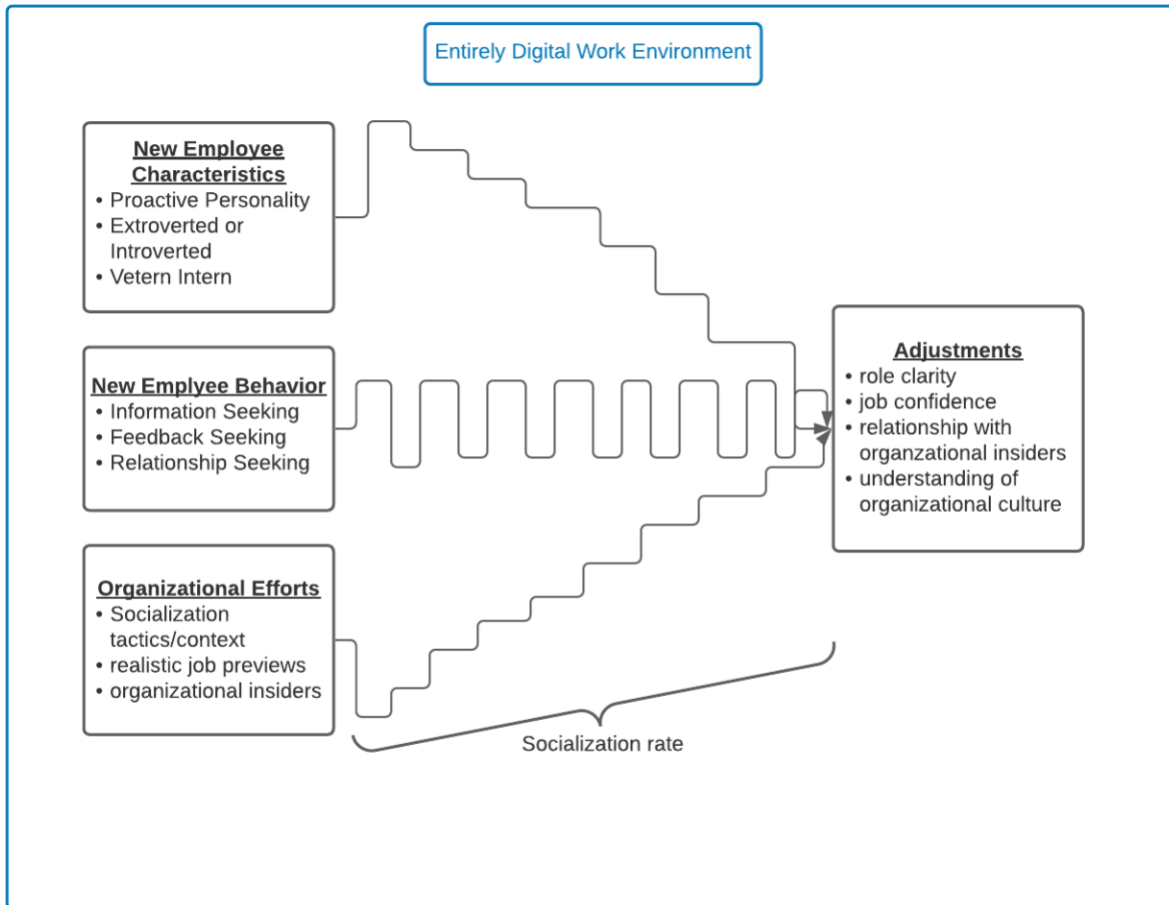 Entirely Digital Work Environment
New Employee
Characteristics
• Proactive Personality
• Extroverted or
Introverted
• Vetern Intern
New Emplyee Behavior
• Information Seeking
• Feedback Seeking
• Relationship Seeking
Organizational Efforts
• Socialization
tactics/context
• realistic job previews
• organizational insiders
Adjustments
• role clarity
• job confidence
• relationship with
organzational insiders
• understanding of
organizational culture
Socialization rate